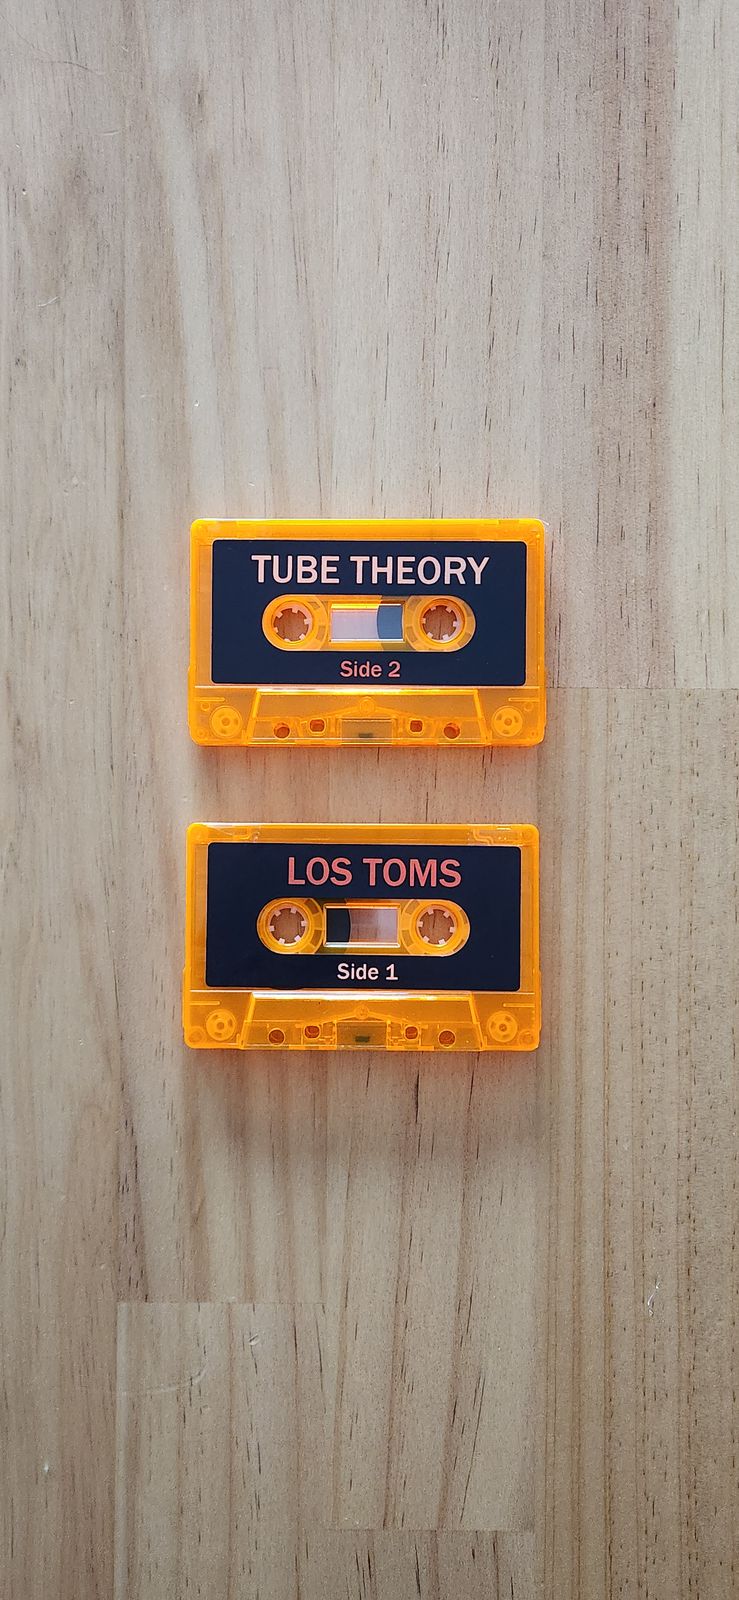 TUBE THEORY
Side 2
LOS TOMS
Side 1